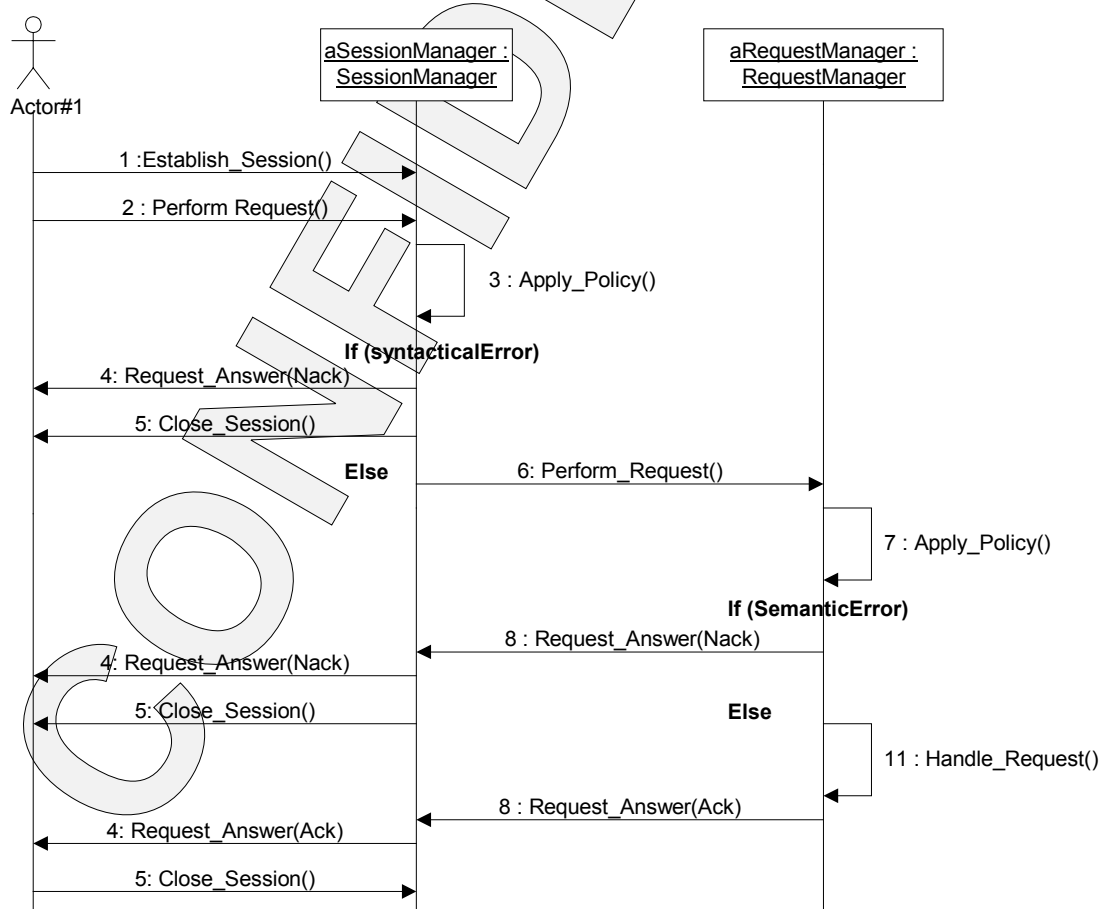 aSessionManager :
SessionManager
aRequestManager :
RequestManager
Actor#1
1 :Establish_Session()
2 : Perform Request()
3 : Apply_Policy()
If (syntacticalError)
4: Request_Answer(Nack)
5: Close_Session()
Else
6: Perform_Request()
7 : Apply_Policy()
If (SemanticError)
8 : Request_Answer(Nack)
4: Request_Answer(Nack)
5: Close_Session()
Else
11 : Handle_Request()
8 : Request_Answer(Ack)
4: Request_Answer(Ack)
5: Close_Session()
CONFID